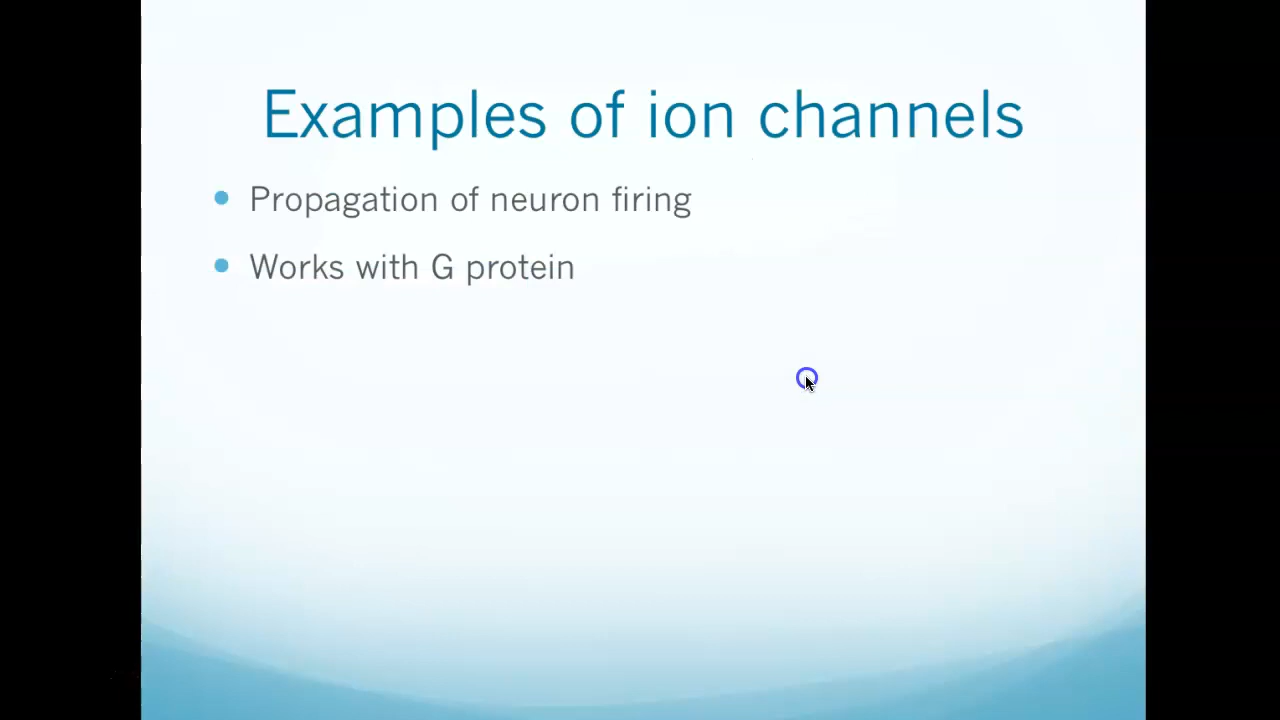 Examples of ion channels
Propagation of neuron firing
Works with G protein